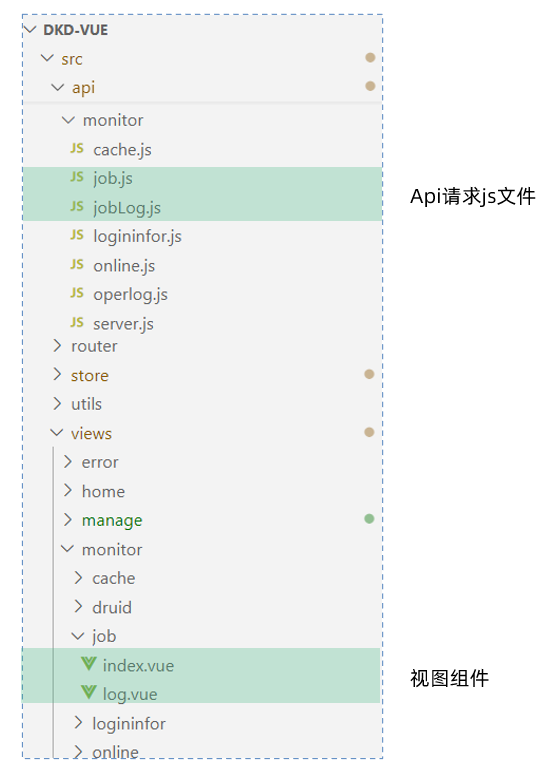 DKD-VUE
src
api
monitor
JS cache.js
JS job.js
Api请求js文件
JS jobLog.js
JS logininfor.js
JS online.js
JS operlog.js
JS server.js
router
store
utils
views
error
home
manage
monitor
cache
druid
job
index.vue
视图组件
log.vue
logininfor
online